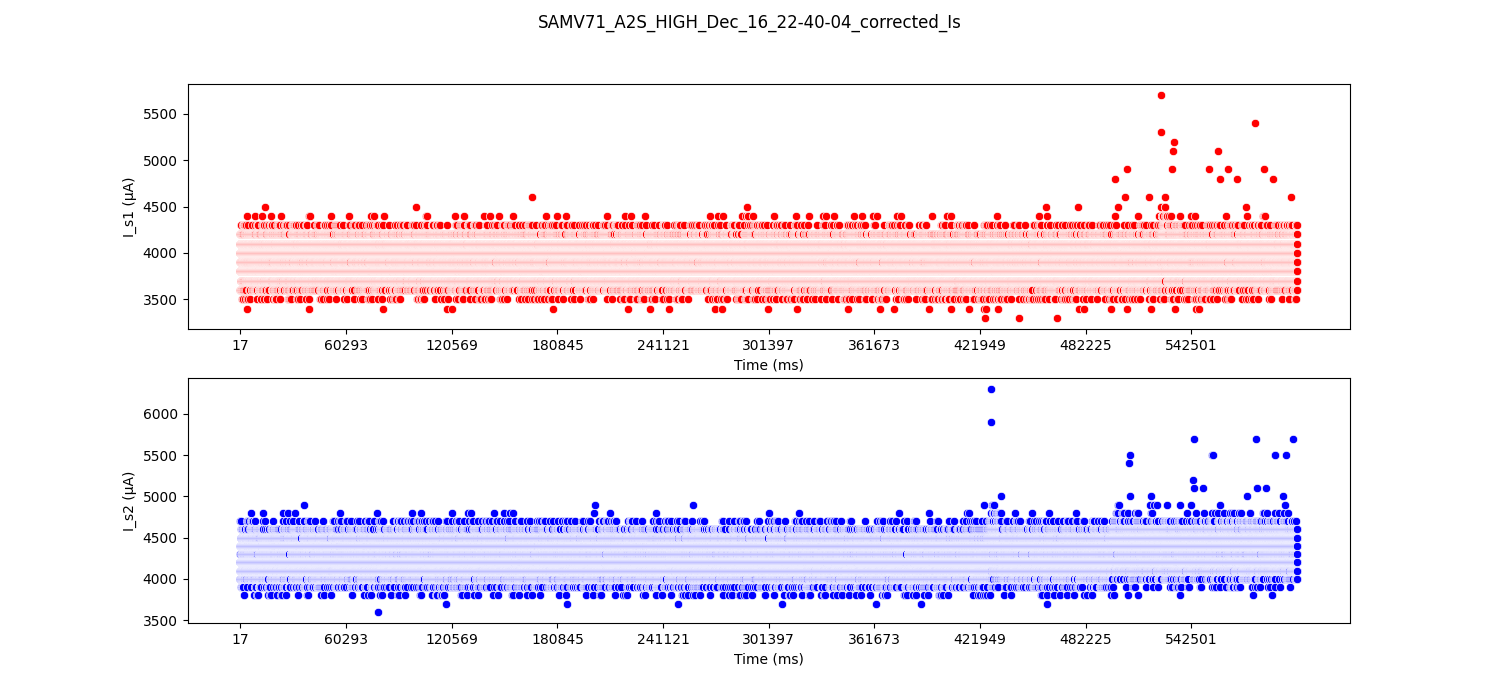 SAMV71_A2S_HIGH_Dec_16_22-40-04_corrected_Is
I_s1 (µA)
5500
5000
4500
4000
3500
17 60293 120569 180845 241121 301397 361673 421949 482225 542501
Time (ms)
I_s2 (µA)
6000
5500
5000
4500
4000
3500
17 60293 120569 180845 241121 301397 361673 421949 482225 542501
Time (ms)